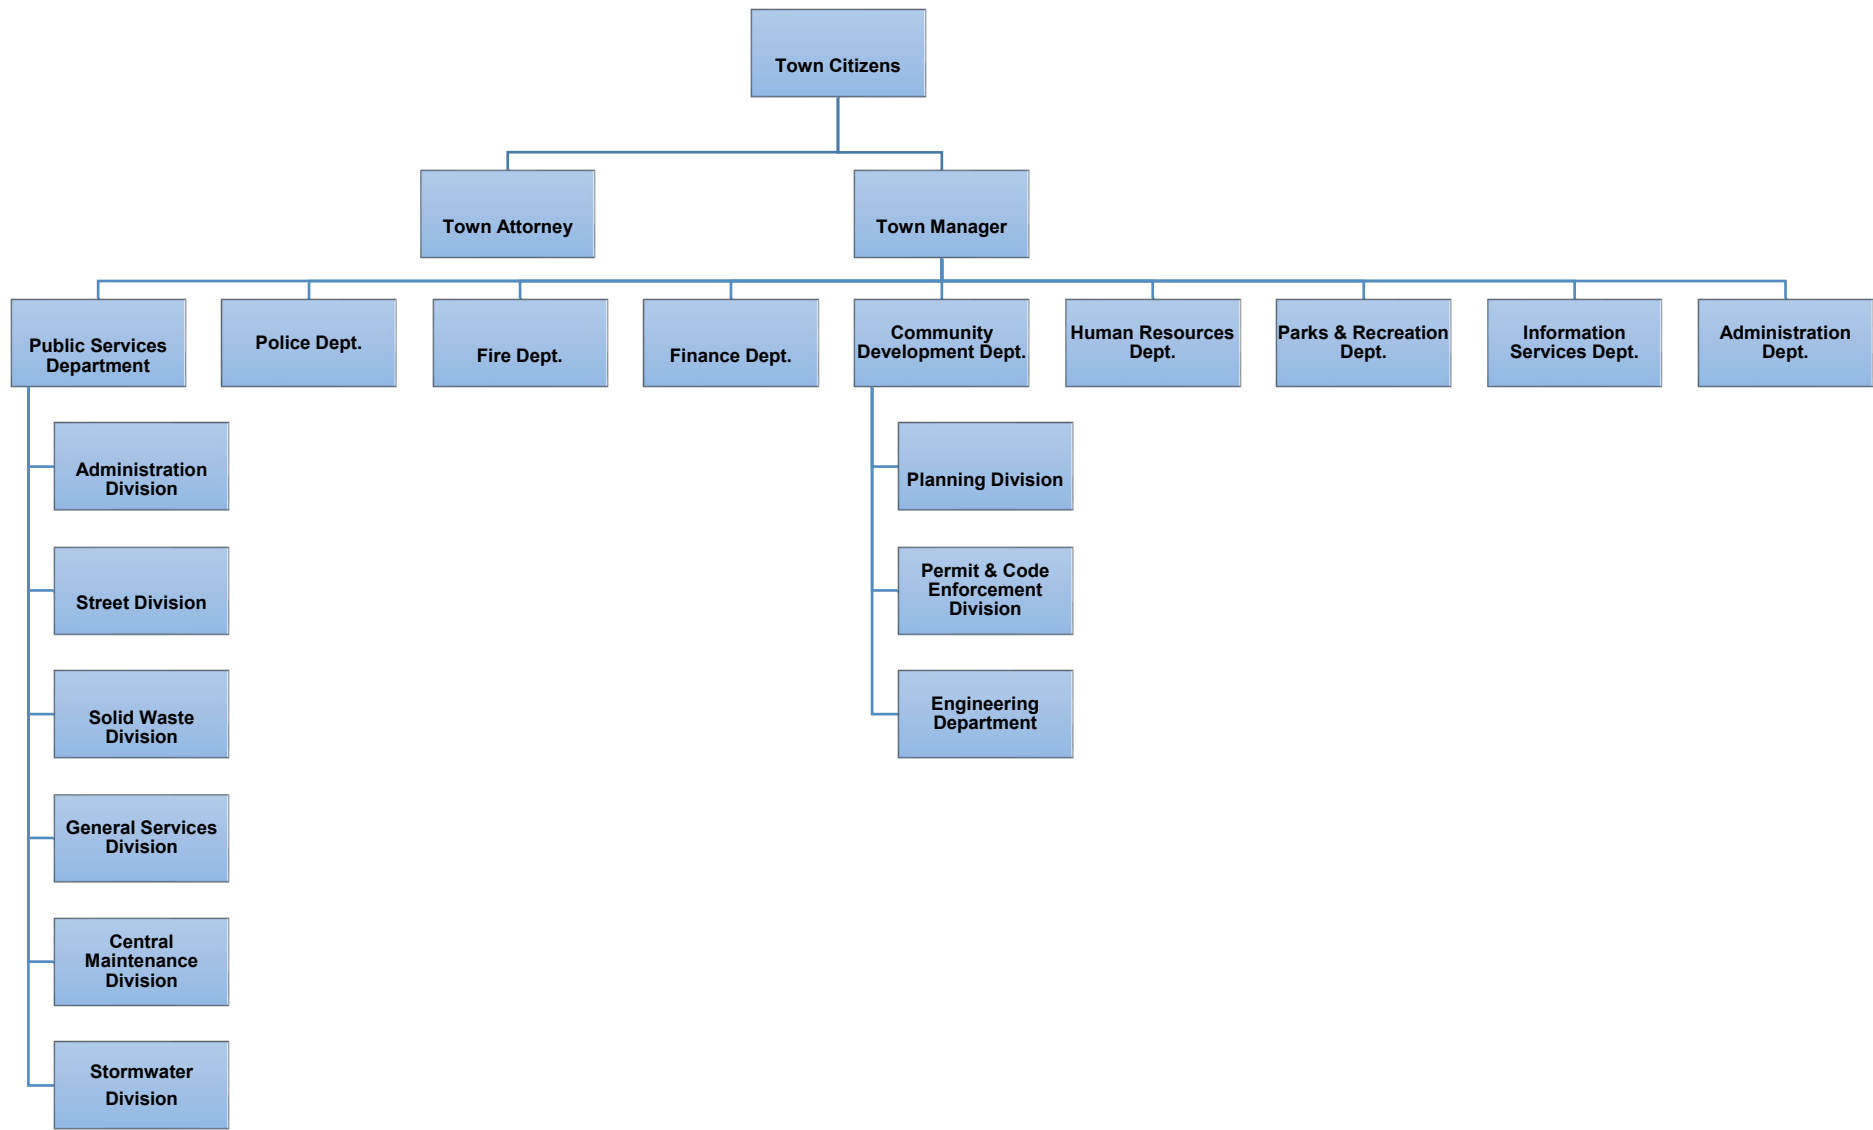 Town Citizens
Town Attorney
Town Manager
Public Services
Department
Police Dept.
Fire Dept.
Finance Dept.
Community
Development Dept.
Human Resources
Dept.
Parks & Recreation
Dept.
Information
Services Dept.
Administration
Dept.
Administration
Division
Street Division
Solid Waste
Division
General Services
Division
Central
Maintenance
Division
Stormwater
Division
Planning Division
Permit & Code
Enforcement
Division
Engineering
Department